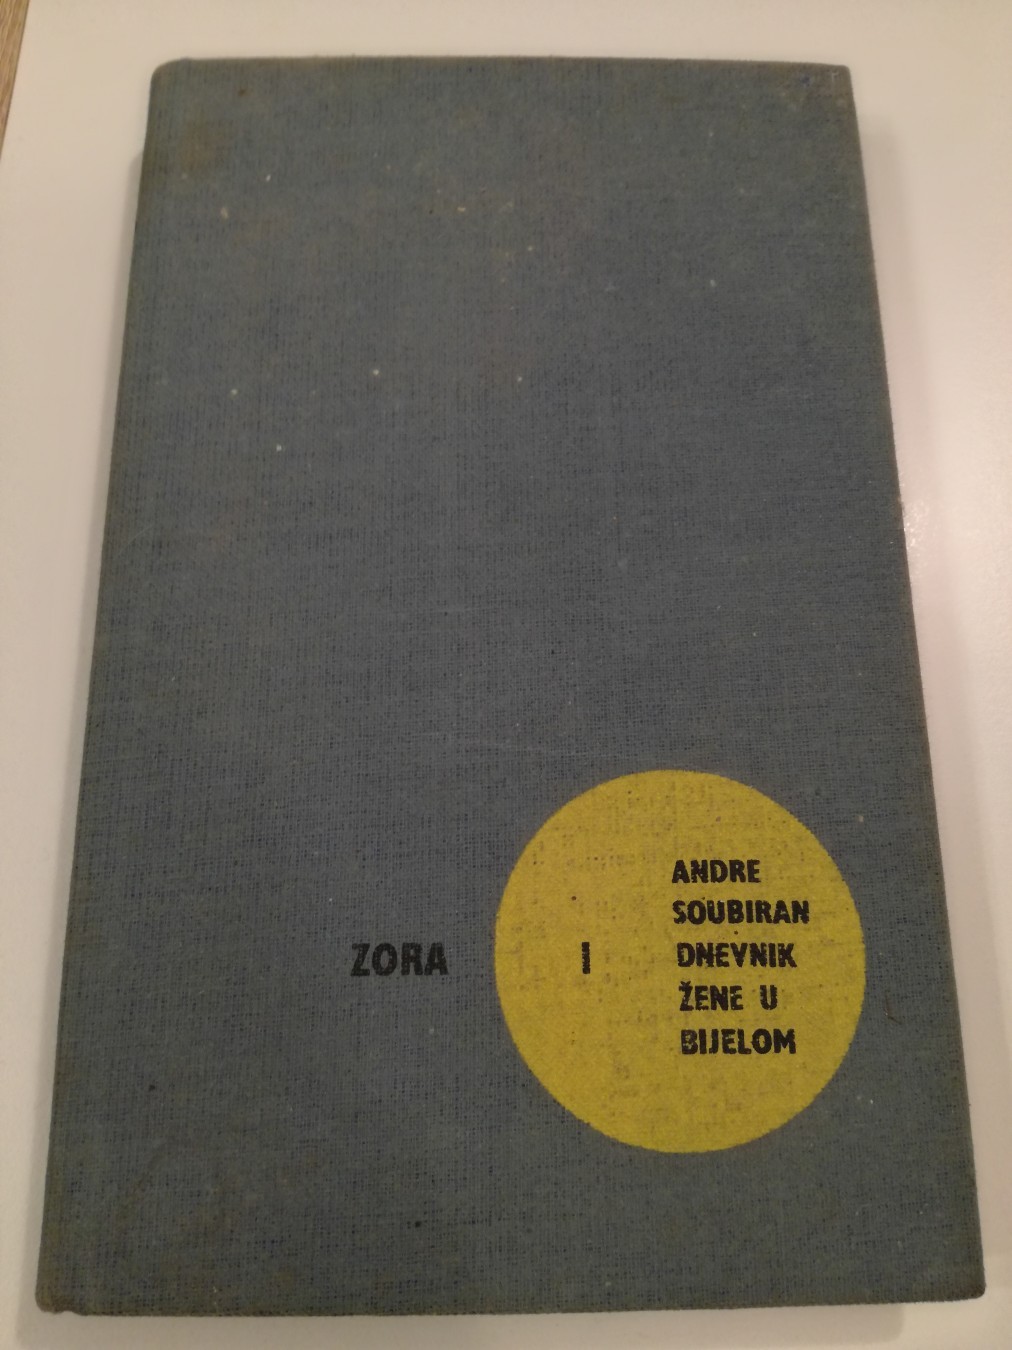 ZORA
I
ANDRE
SOUBIRAN
DNEVNIK
ŽENE U
BIJELOM